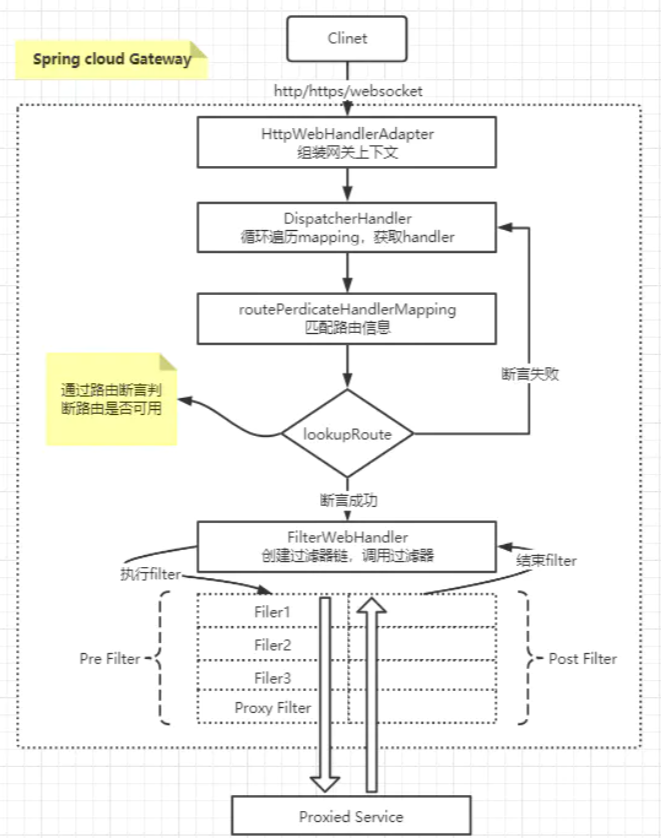 Clinet
Spring cloud Gateway
http/https/websocket
HttpWebHandlerAdapter
组装网关上下文
DispatcherHandler
循环遍历mapping，获取handler
routePerdicateHandlerMapping
匹配路由信息
断言失败
通过路由断言判
断路由是否可用
lookupRoute
断言成功
FilterWebHandler
创建过滤器链，调用过滤器
执行filter
结束filter
Filer1
Filer2
Filer3
Proxy Filter
Pre Filter
Post Filter
Proxied Service